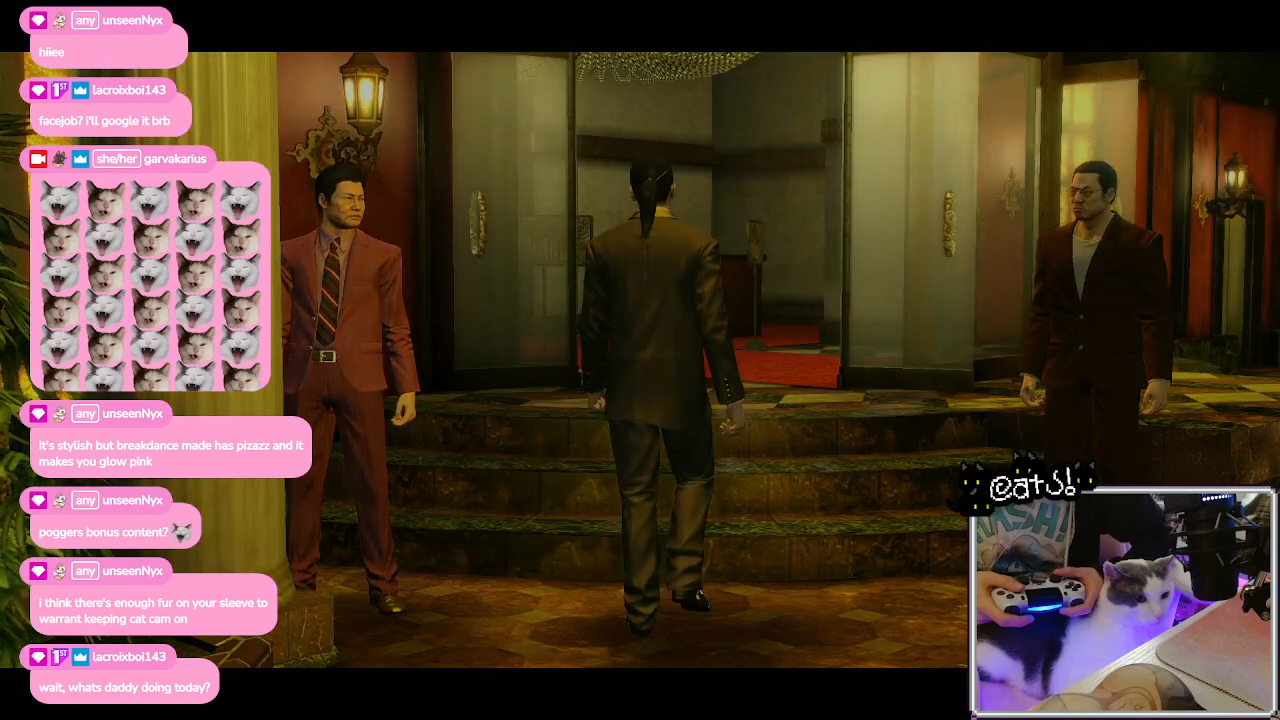 any unseenNyx
hiiee
1ST lacroixboi143
facejob? i'll google it brb
she/her garvakarius
any unseenNyx
It's stylish but breakdance made has pizazz and it
makes you glow pink
any unseenNyx
poggers bonus content?
any unseenNyx
i think there's enough fur on your sleeve to
warrant keeping cat cam on
1ST lacroixboi143
wait, whats daddy doing today?
@atS!